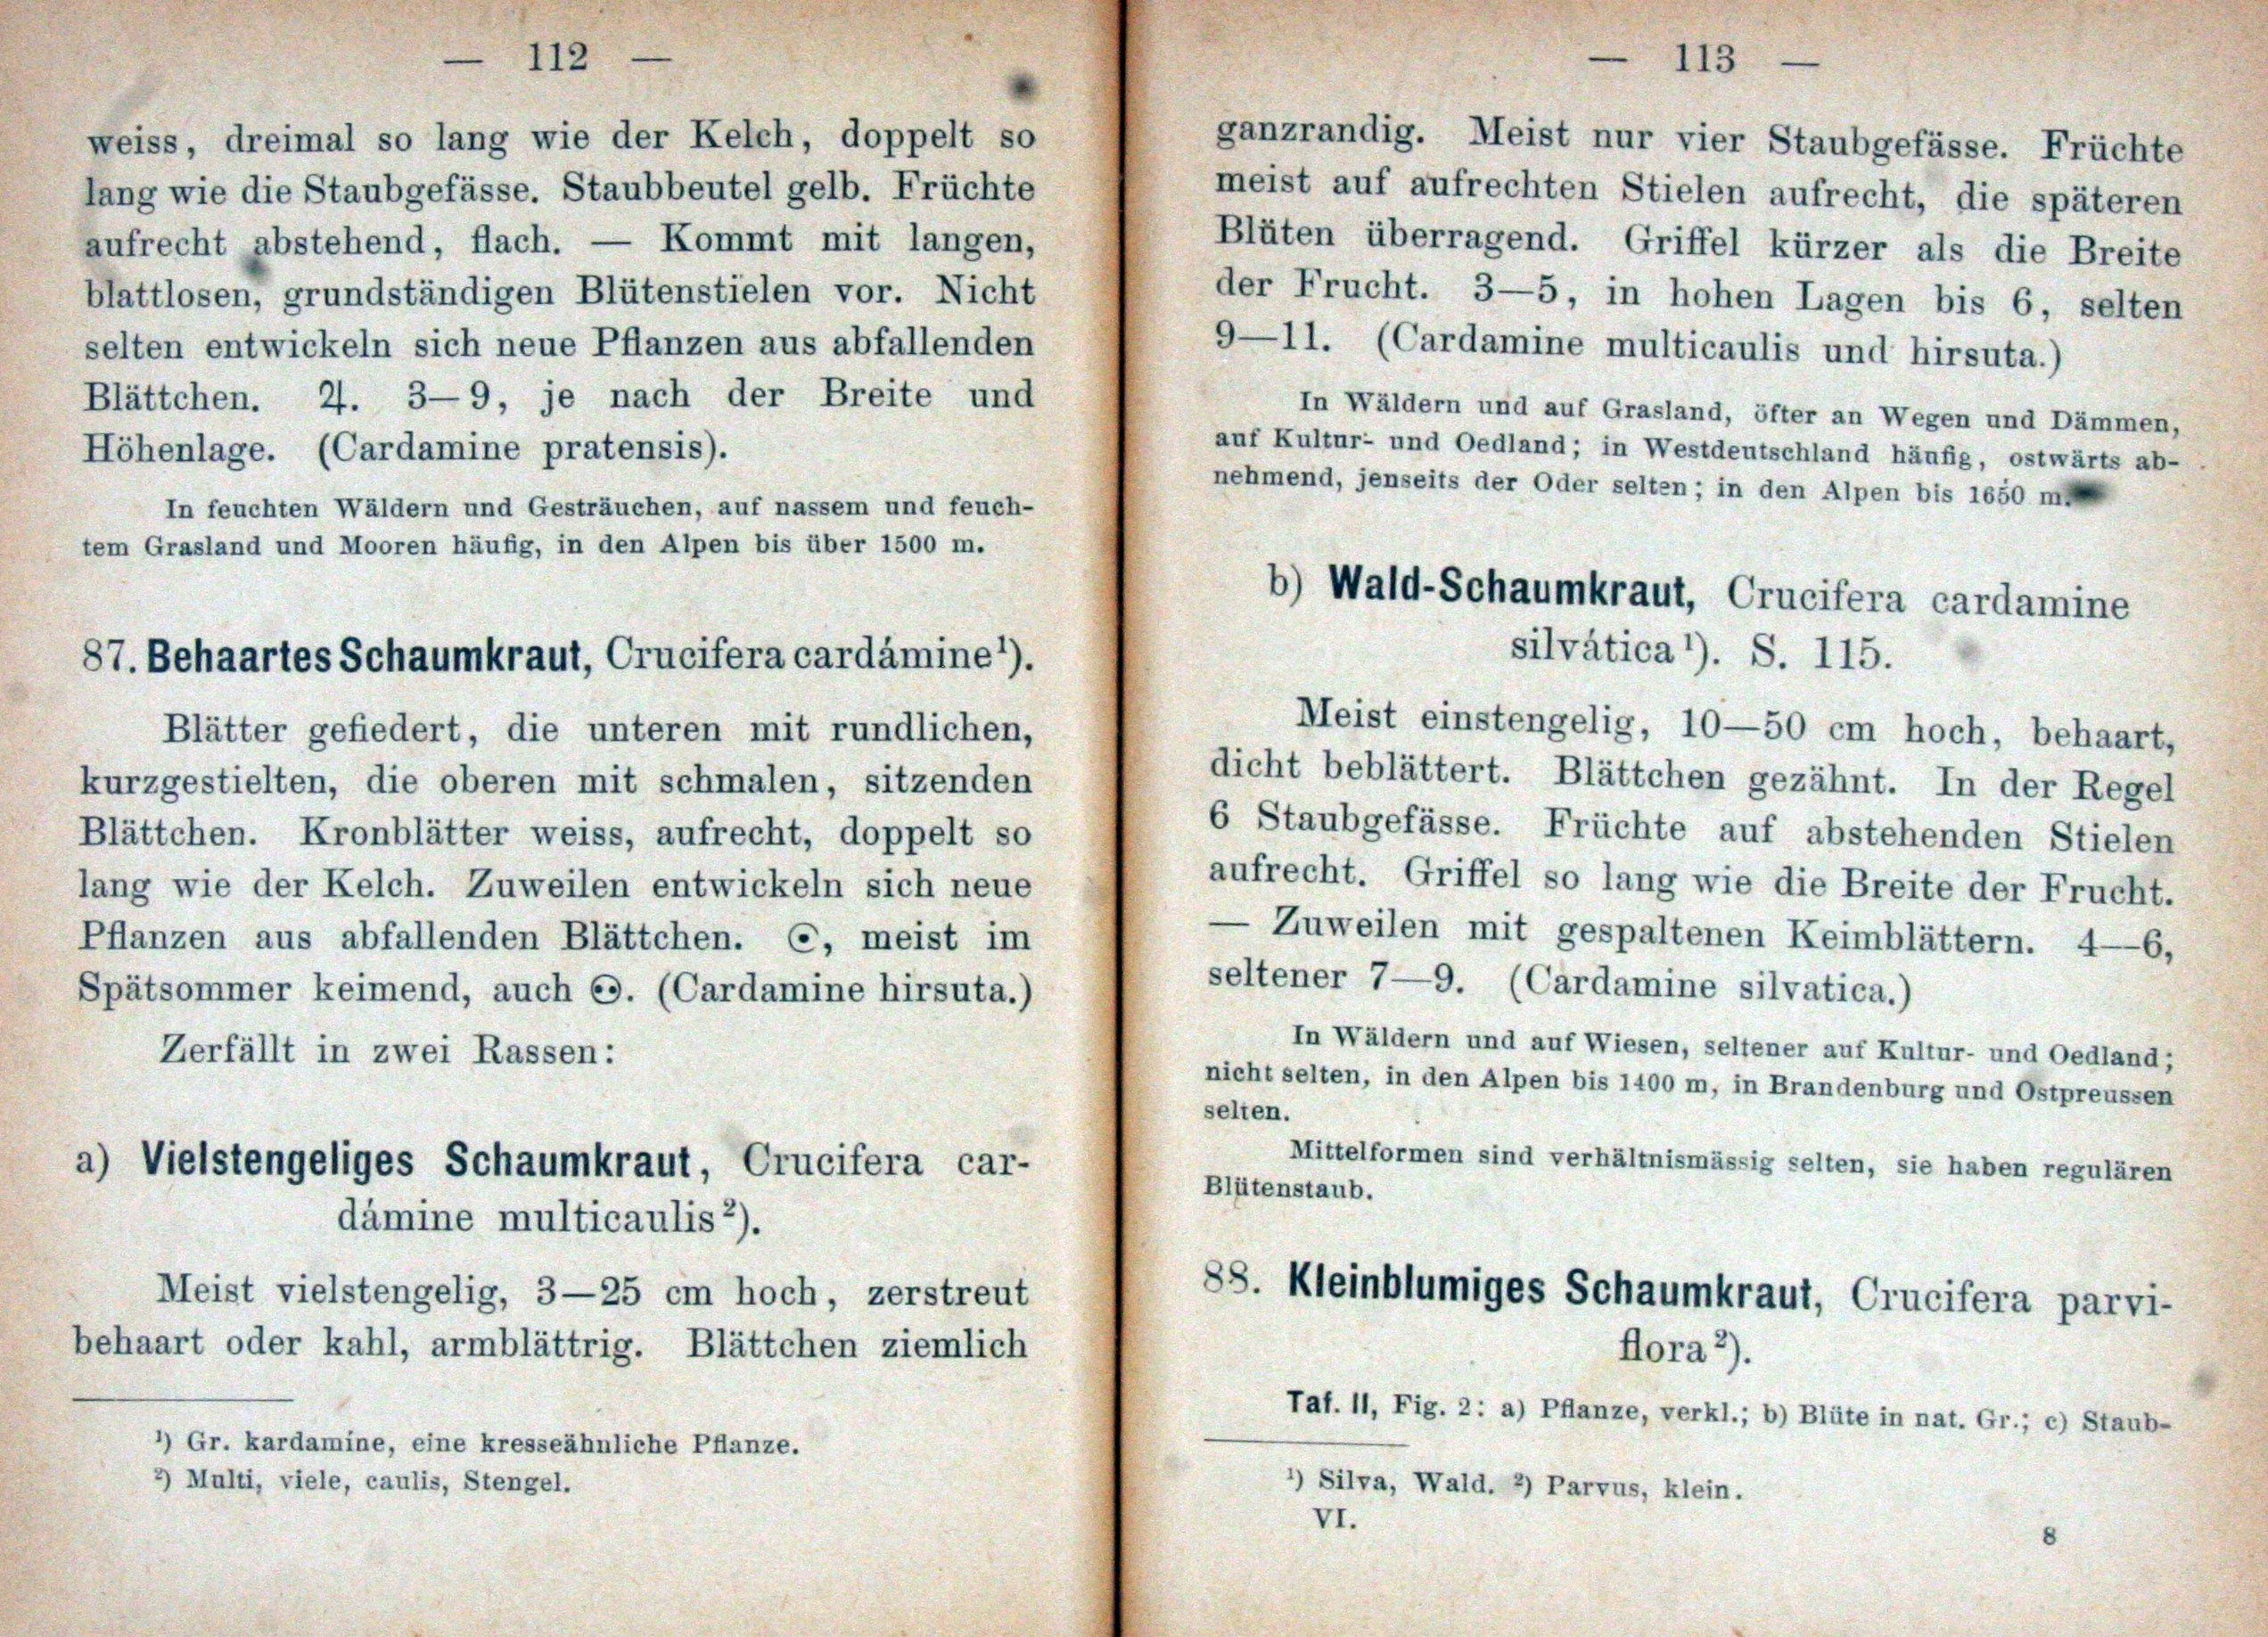 — 112 —
weiss, dreimal so lang wie der Kelch, doppelt so
lang wie die Staubgefässe. Staubbeutel gelb. Früchte
aufrecht abstehend, flach. — Kommt mit langen,
blattlosen, grundständigen Blütenstielen vor. Nicht
selten entwickeln sich neue Pflanzen aus abfallenden
Blättchen. ♃. 3—9, je nach der Breite und
Höhenlage. (Cardamine pratensis).
In feuchten Wäldern und Gesträuchen, auf nassem und feuch-
tem Grasland und Mooren häufig, in den Alpen bis über 1500 m.
87. Behaartes Schaumkraut, Crucifera cardámine¹).
Blätter gefiedert, die unteren mit rundlichen,
kurzgestielten, die oberen mit schmalen, sitzenden
Blättchen. Kronblätter weiss, aufrecht, doppelt so
lang wie der Kelch. Zuweilen entwickeln sich neue
Pflanzen aus abfallenden Blättchen. , meist im
Spätsommer keimend, auch . (Cardamine hirsuta.)
Zerfällt in zwei Rassen:
a) Vielstengeliges Schaumkraut, Crucifera car-
dámine multicaulis²).
Meist vielstengelig, 3—25 cm hoch, zerstreut
behaart oder kahl, armblättrig. Blättchen ziemlich
¹) Gr. kardamine, eine kresseähnliche Pflanze.
²) Multi, viele, caulis, Stengel.
— 113 —
ganzrandig. Meist nur vier Staubgefässe. Früchte
meist auf aufrechten Stielen aufrecht, die späteren
Blüten überragend. Griffel kürzer als die Breite
der Frucht. 3—5, in hohen Lagen bis 6, selten
9—11. (Cardamine multicaulis und hirsuta.)
In Wäldern und auf Grasland, öfter an Wegen und Dämmen,
auf Kultur- und Oedland; in Westdeutschland häufig, ostwärts ab-
nehmend, jenseits der Oder selten; in den Alpen bis 1650 m.
b) Wald-Schaumkraut, Crucifera cardamine
silvática¹). S. 115.
Meist einstengelig, 10—50 cm hoch, behaart,
dicht beblättert. Blättchen gezähnt. In der Regel
6 Staubgefässe. Früchte auf abstehenden Stielen
aufrecht. Griffel so lang wie die Breite der Frucht.
— Zuweilen mit gespaltenen Keimblättern. 4—6,
seltener 7—9. (Cardamine silvatica.)
In Wäldern und auf Wiesen, seltener auf Kultur- und Oedland;
nicht selten, in den Alpen bis 1400 m, in Brandenburg und Ostpreussen
selten.
Mittelformen sind verhältnismässig selten, sie haben regulären
Blütenstaub.
88. Kleinblumiges Schaumkraut, Crucifera parvi-
flora²).
Taf. 11, Fig. 2: a) Pflanze, verkl.; b) Blüte in nat. Gr.; c) Staub-
¹) Silva, Wald. ²) Parvus, klein.
VI.
8